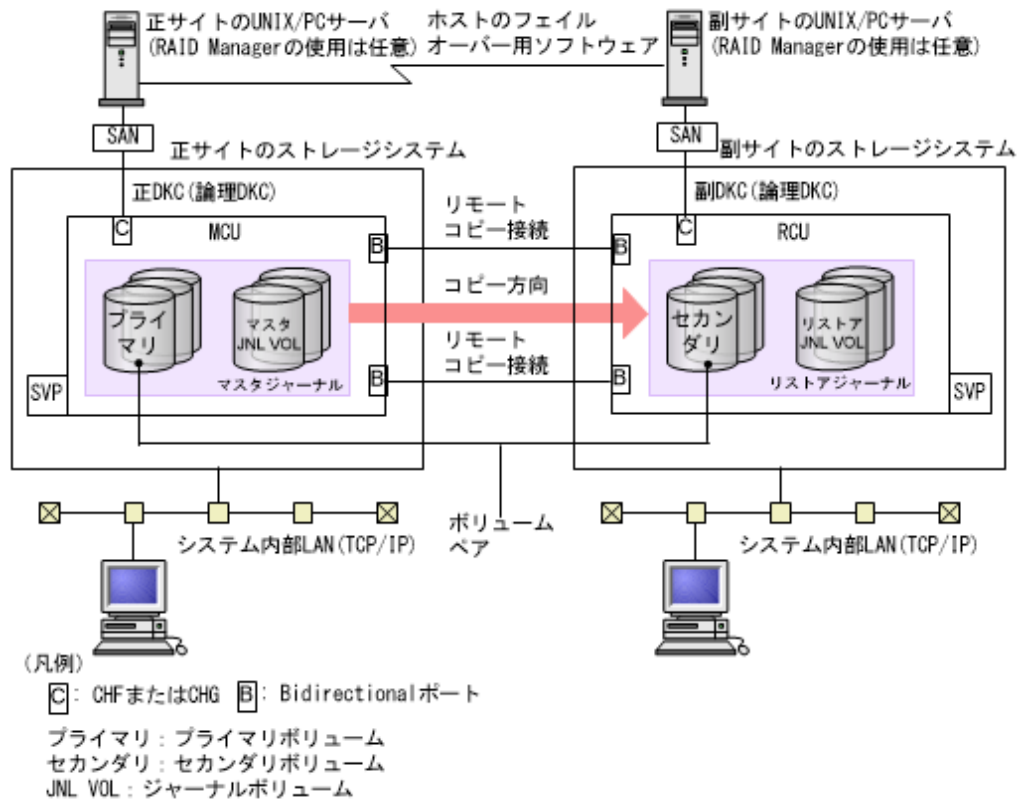 正サイトのUNIX/PCサーバ
(RAID Managerの使用は任意)
ホストのフェイル
オーバー用ソフトウェア
副サイトのUNIX/PCサーバ
(RAID Managerの使用は任意)
SAN
SAN
正サイトのストレージシステム
副サイトのストレージシステム
正DKC(論理DKC)
副DKC(論理DKC)
C
MCU
B
リモート
コピー接続
B
C
RCU
コピー方向
プライ
マリ
マスタ
JNL VOL
マスタジャーナル
セカン
ダリ
リストア
JNL VOL
リストアジャーナル
リモート
コピー接続
B
B
SVP
SVP
ボリューム
ペア
システム内部LAN(TCP/IP)
システム内部LAN(TCP/IP)
(凡例)
C: CHFまたはCHG B: Bidirectionalポート
プライマリ:プライマリボリューム
セカンダリ:セカンダリボリューム
JNL VOL:ジャーナルボリューム